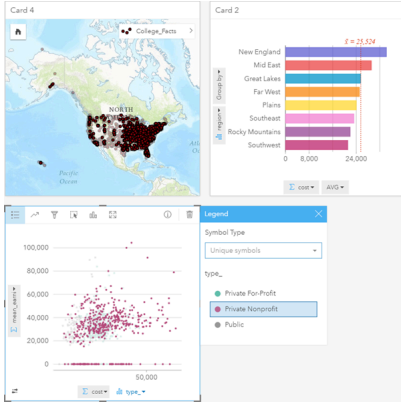 Card 4
College_Facts
NORTH
Pacific
Ocean
Card 2
x̄ = 25,524
New England
Mid East
Great Lakes
Far West
Plains
Southeast
Rocky Mountains
Southwest
0 8,000 24,000
Group by
region
cost AVG
Legend
Symbol Type
Unique symbols
type_
Private For-Profit
Private Nonprofit
Public
100,000
80,000
60,000
40,000
20,000
0
50,000
mean_earni
cost type_